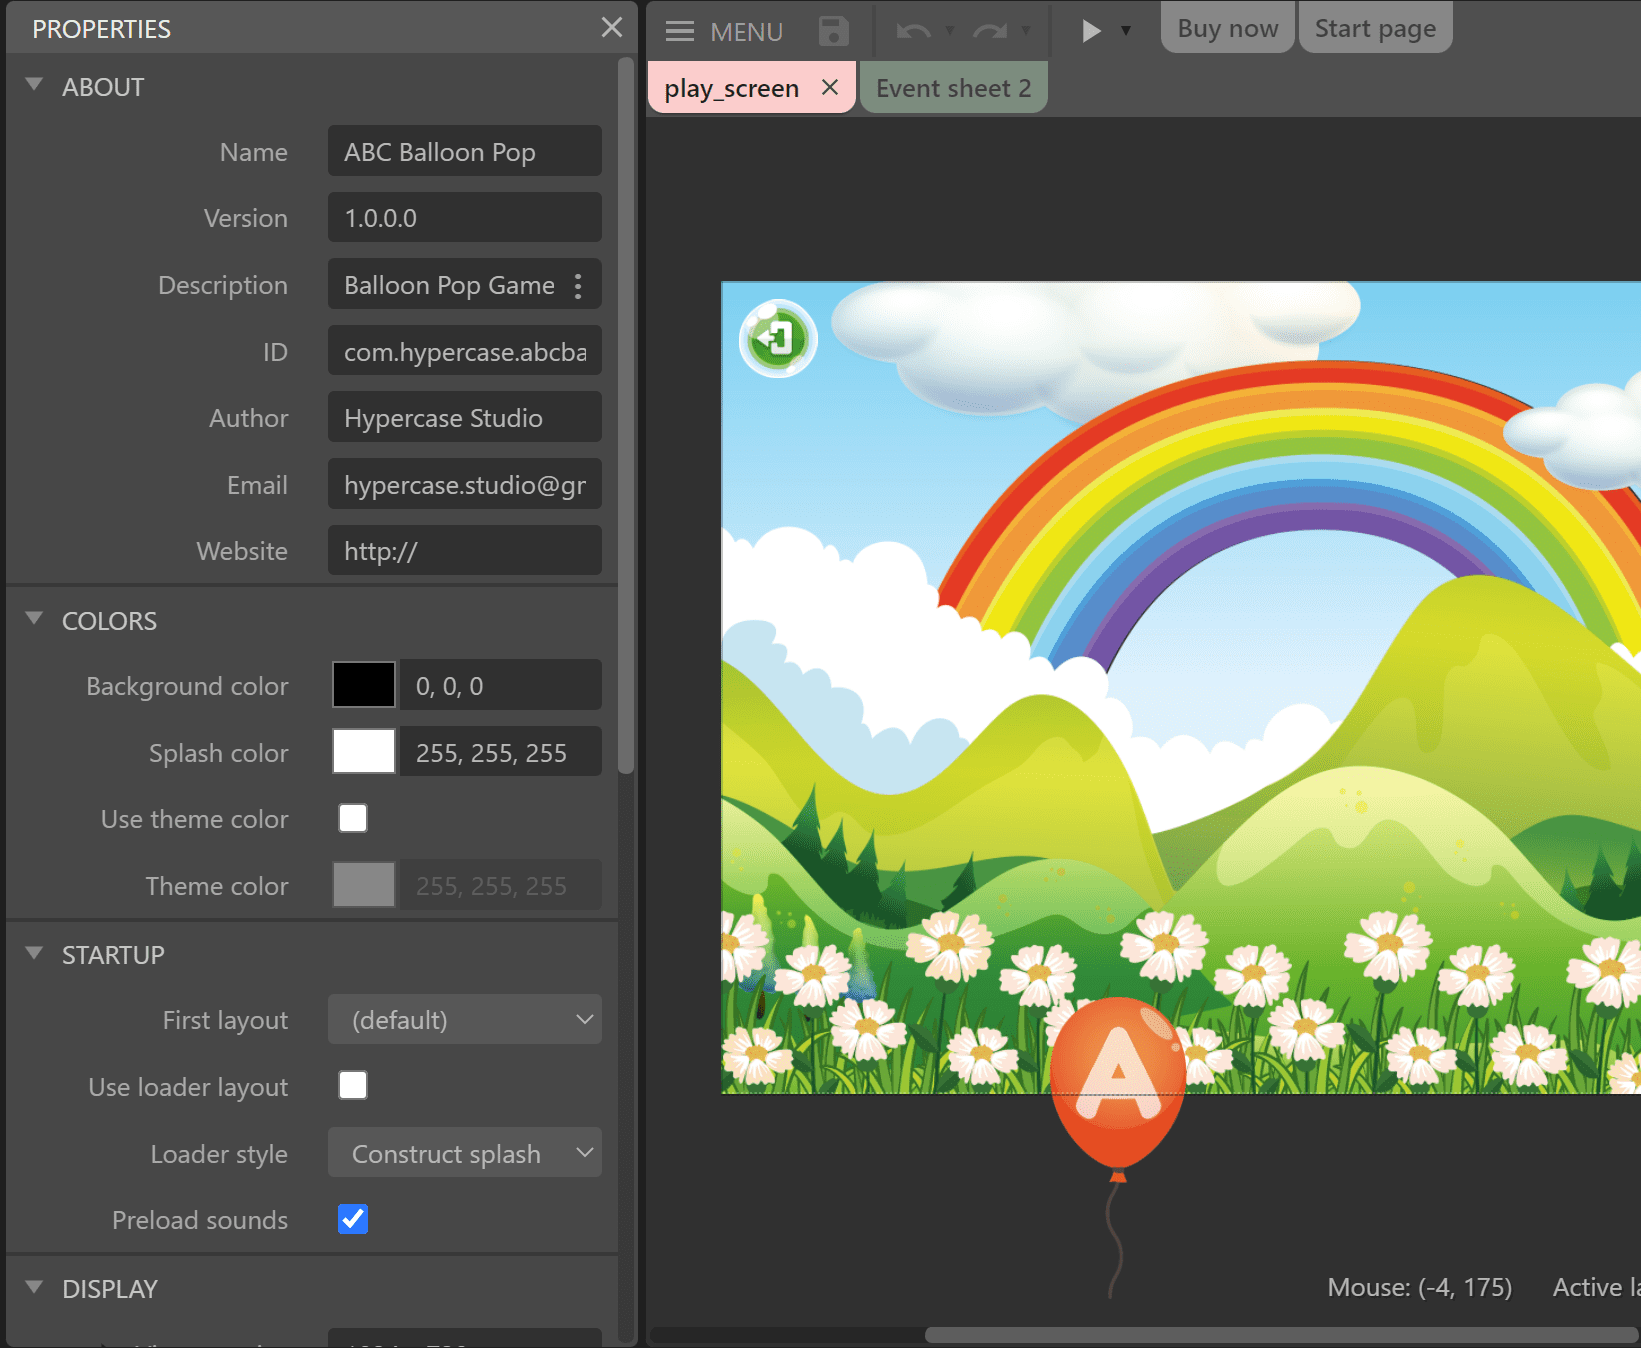 PROPERTIES
ABOUT
Name ABC Balloon Pop
Version 1.0.0.0
Description Balloon Pop Game
ID com.hypercase.abcba
Author Hypercase Studio
Email hypercase.studio@gr
Website http://
COLORS
Background color 0, 0, 0
Splash color 255, 255, 255
Use theme color
Theme color 255, 255, 255
STARTUP
First layout (default)
Use loader layout
Loader style Construct splash
Preload sounds
DISPLAY
MENU
Buy now
Start page
play_screen
Event sheet 2
A
Mouse: (-4, 175) Active la